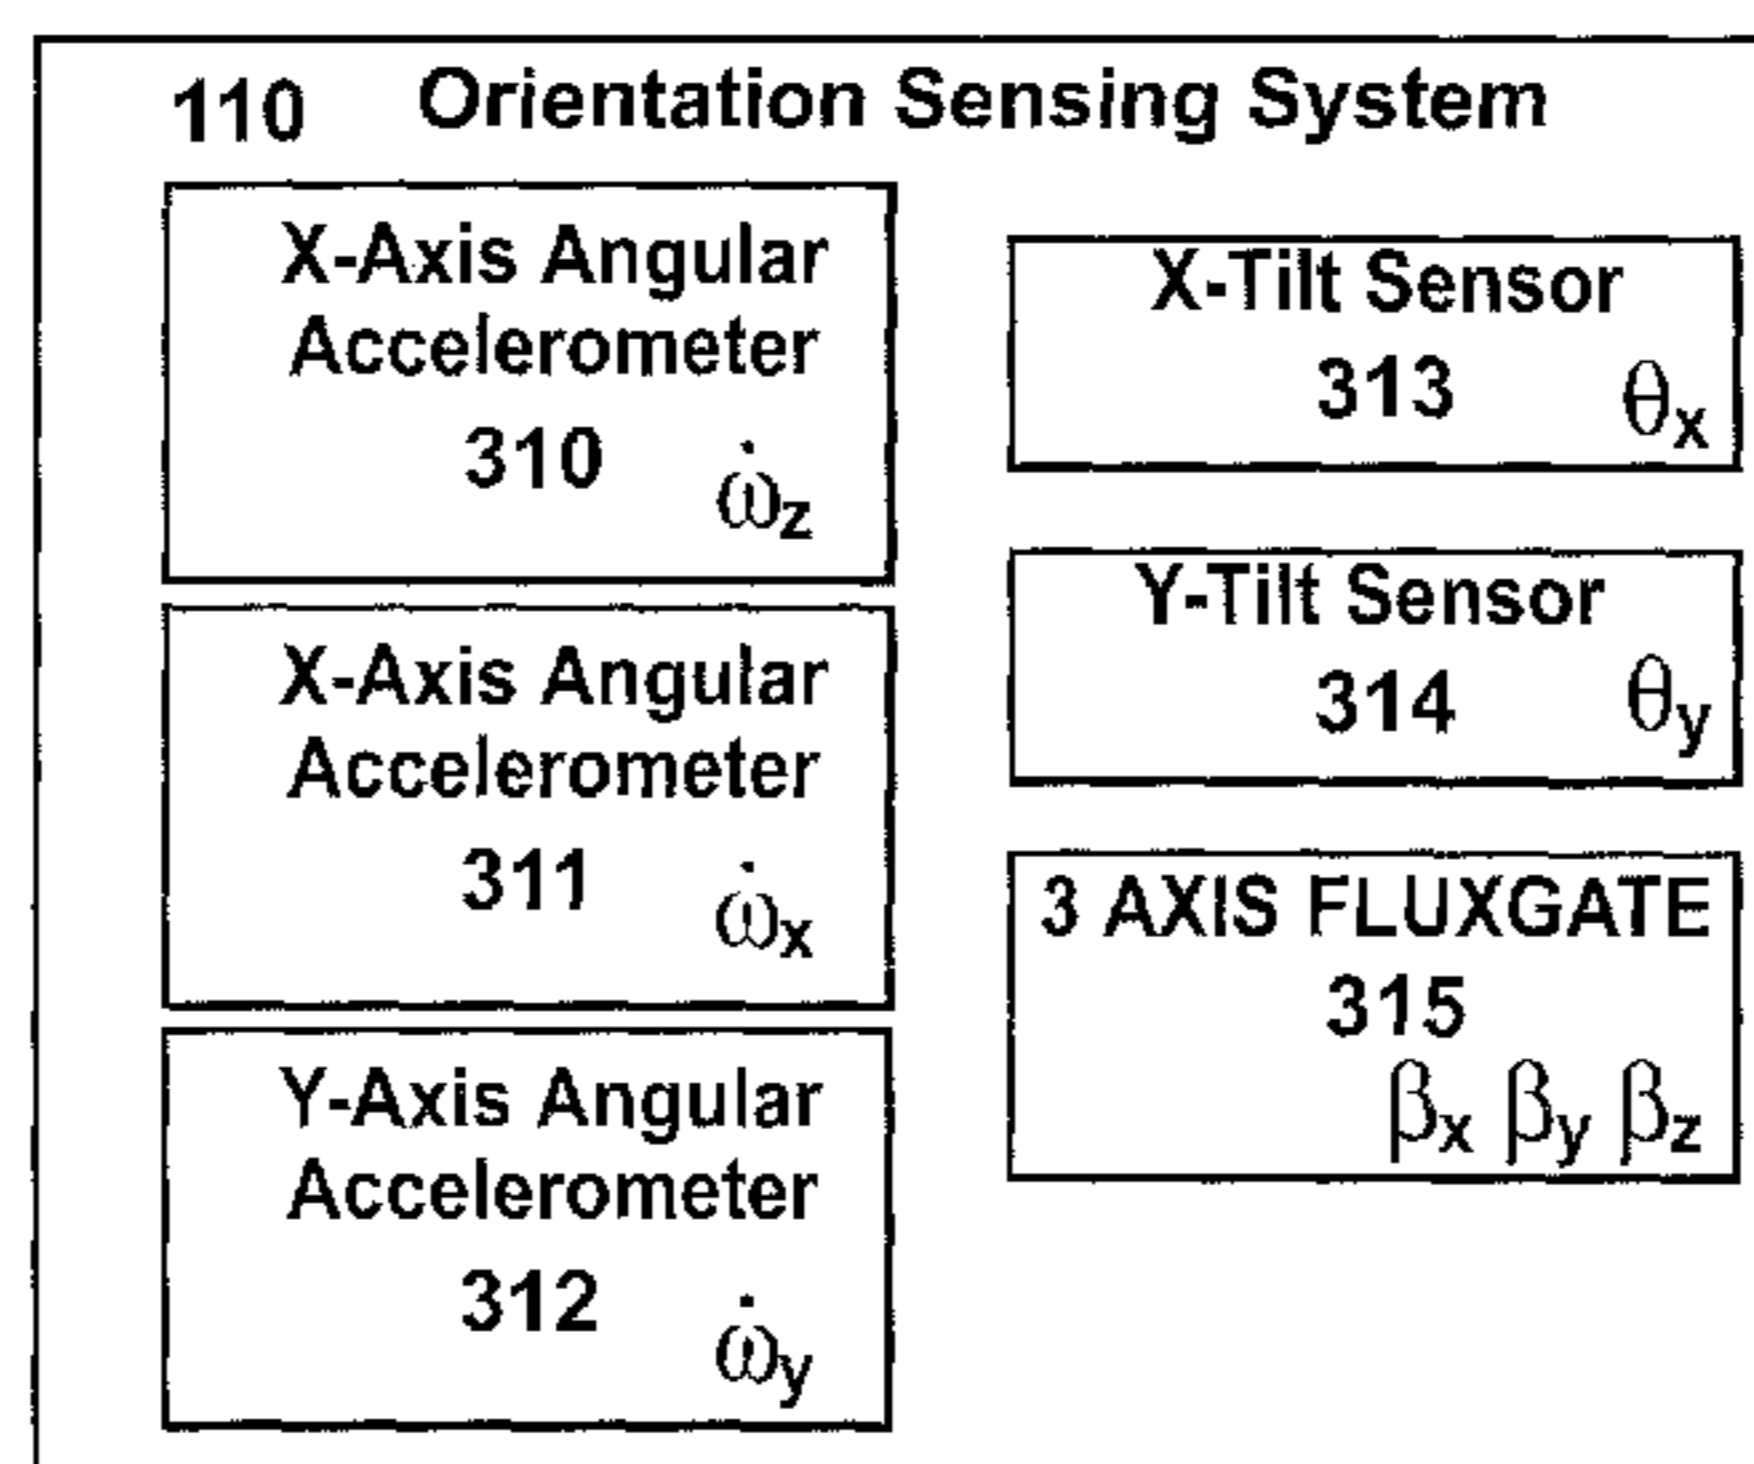 110 Orientation Sensing System
X-Axis Angular
Accelerometer
310 ω̇z
X-Axis Angular
Accelerometer
311 ω̇x
Y-Axis Angular
Accelerometer
312 ω̇y
X-Tilt Sensor
313 θx
Y-Tilt Sensor
314 θy
3 AXIS FLUXGATE
315
βx βy βz